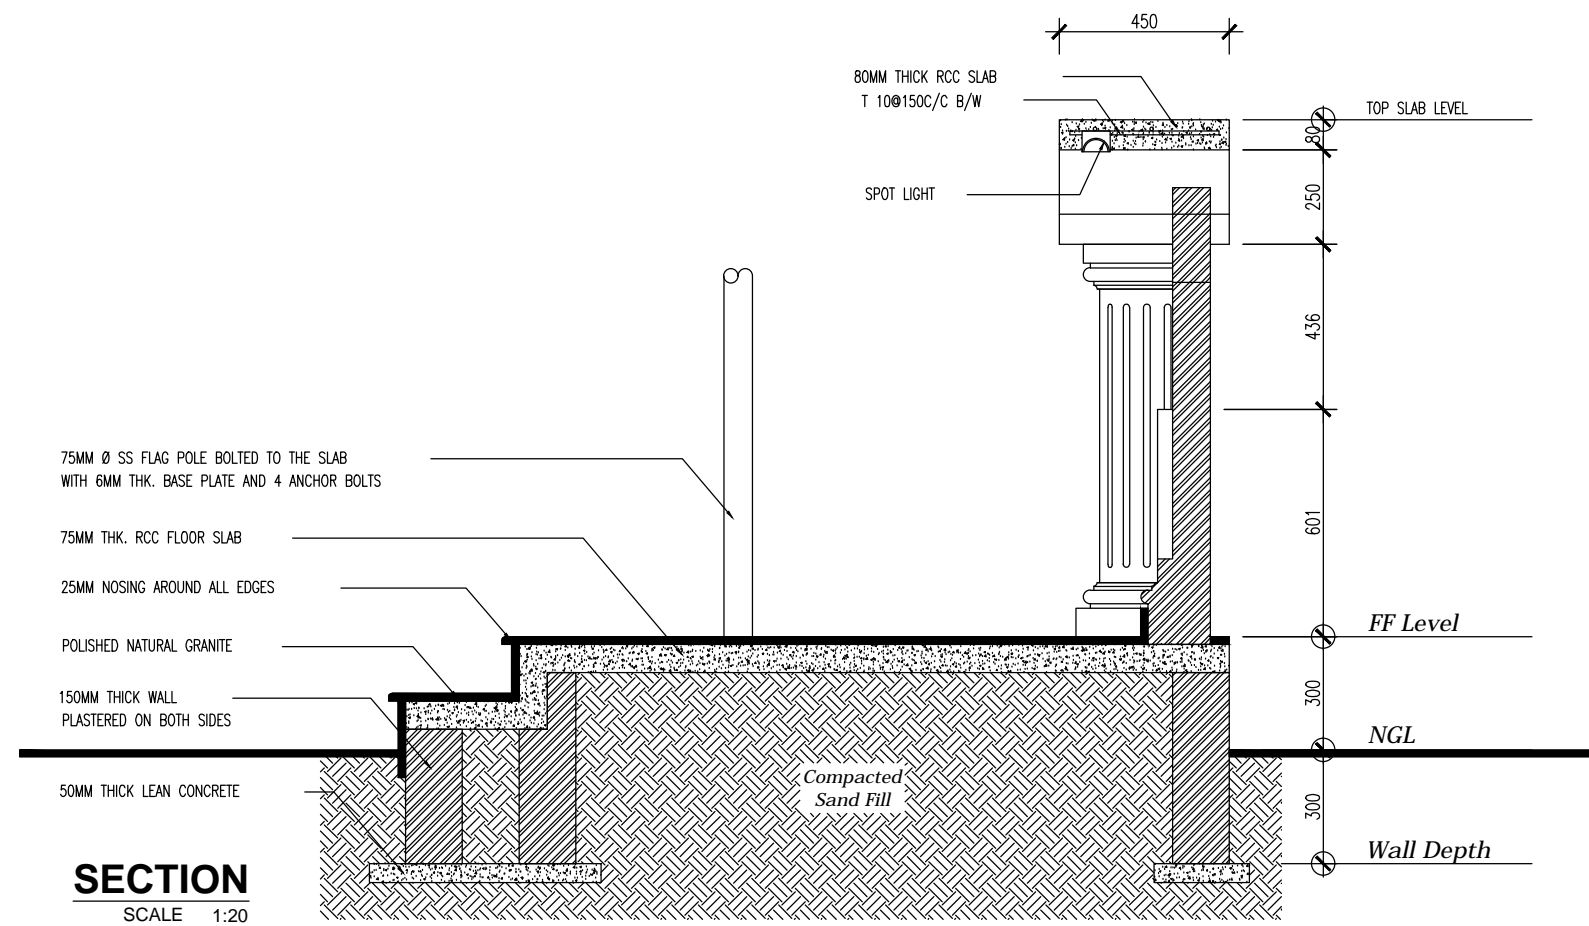 450
80MM THICK RCC SLAB
T 10@150C/C B/W
TOP SLAB LEVEL
80
SPOT LIGHT
250
436
75MM Ø SS FLAG POLE BOLTED TO THE SLAB
WITH 6MM THK. BASE PLATE AND 4 ANCHOR BOLTS
601
75MM THK. RCC FLOOR SLAB
25MM NOSING AROUND ALL EDGES
FF Level
POLISHED NATURAL GRANITE
150MM THICK WALL
PLASTERED ON BOTH SIDES
300
NGL
Compacted
Sand Fill
50MM THICK LEAN CONCRETE
300
Wall Depth
SECTION
SCALE 1:20